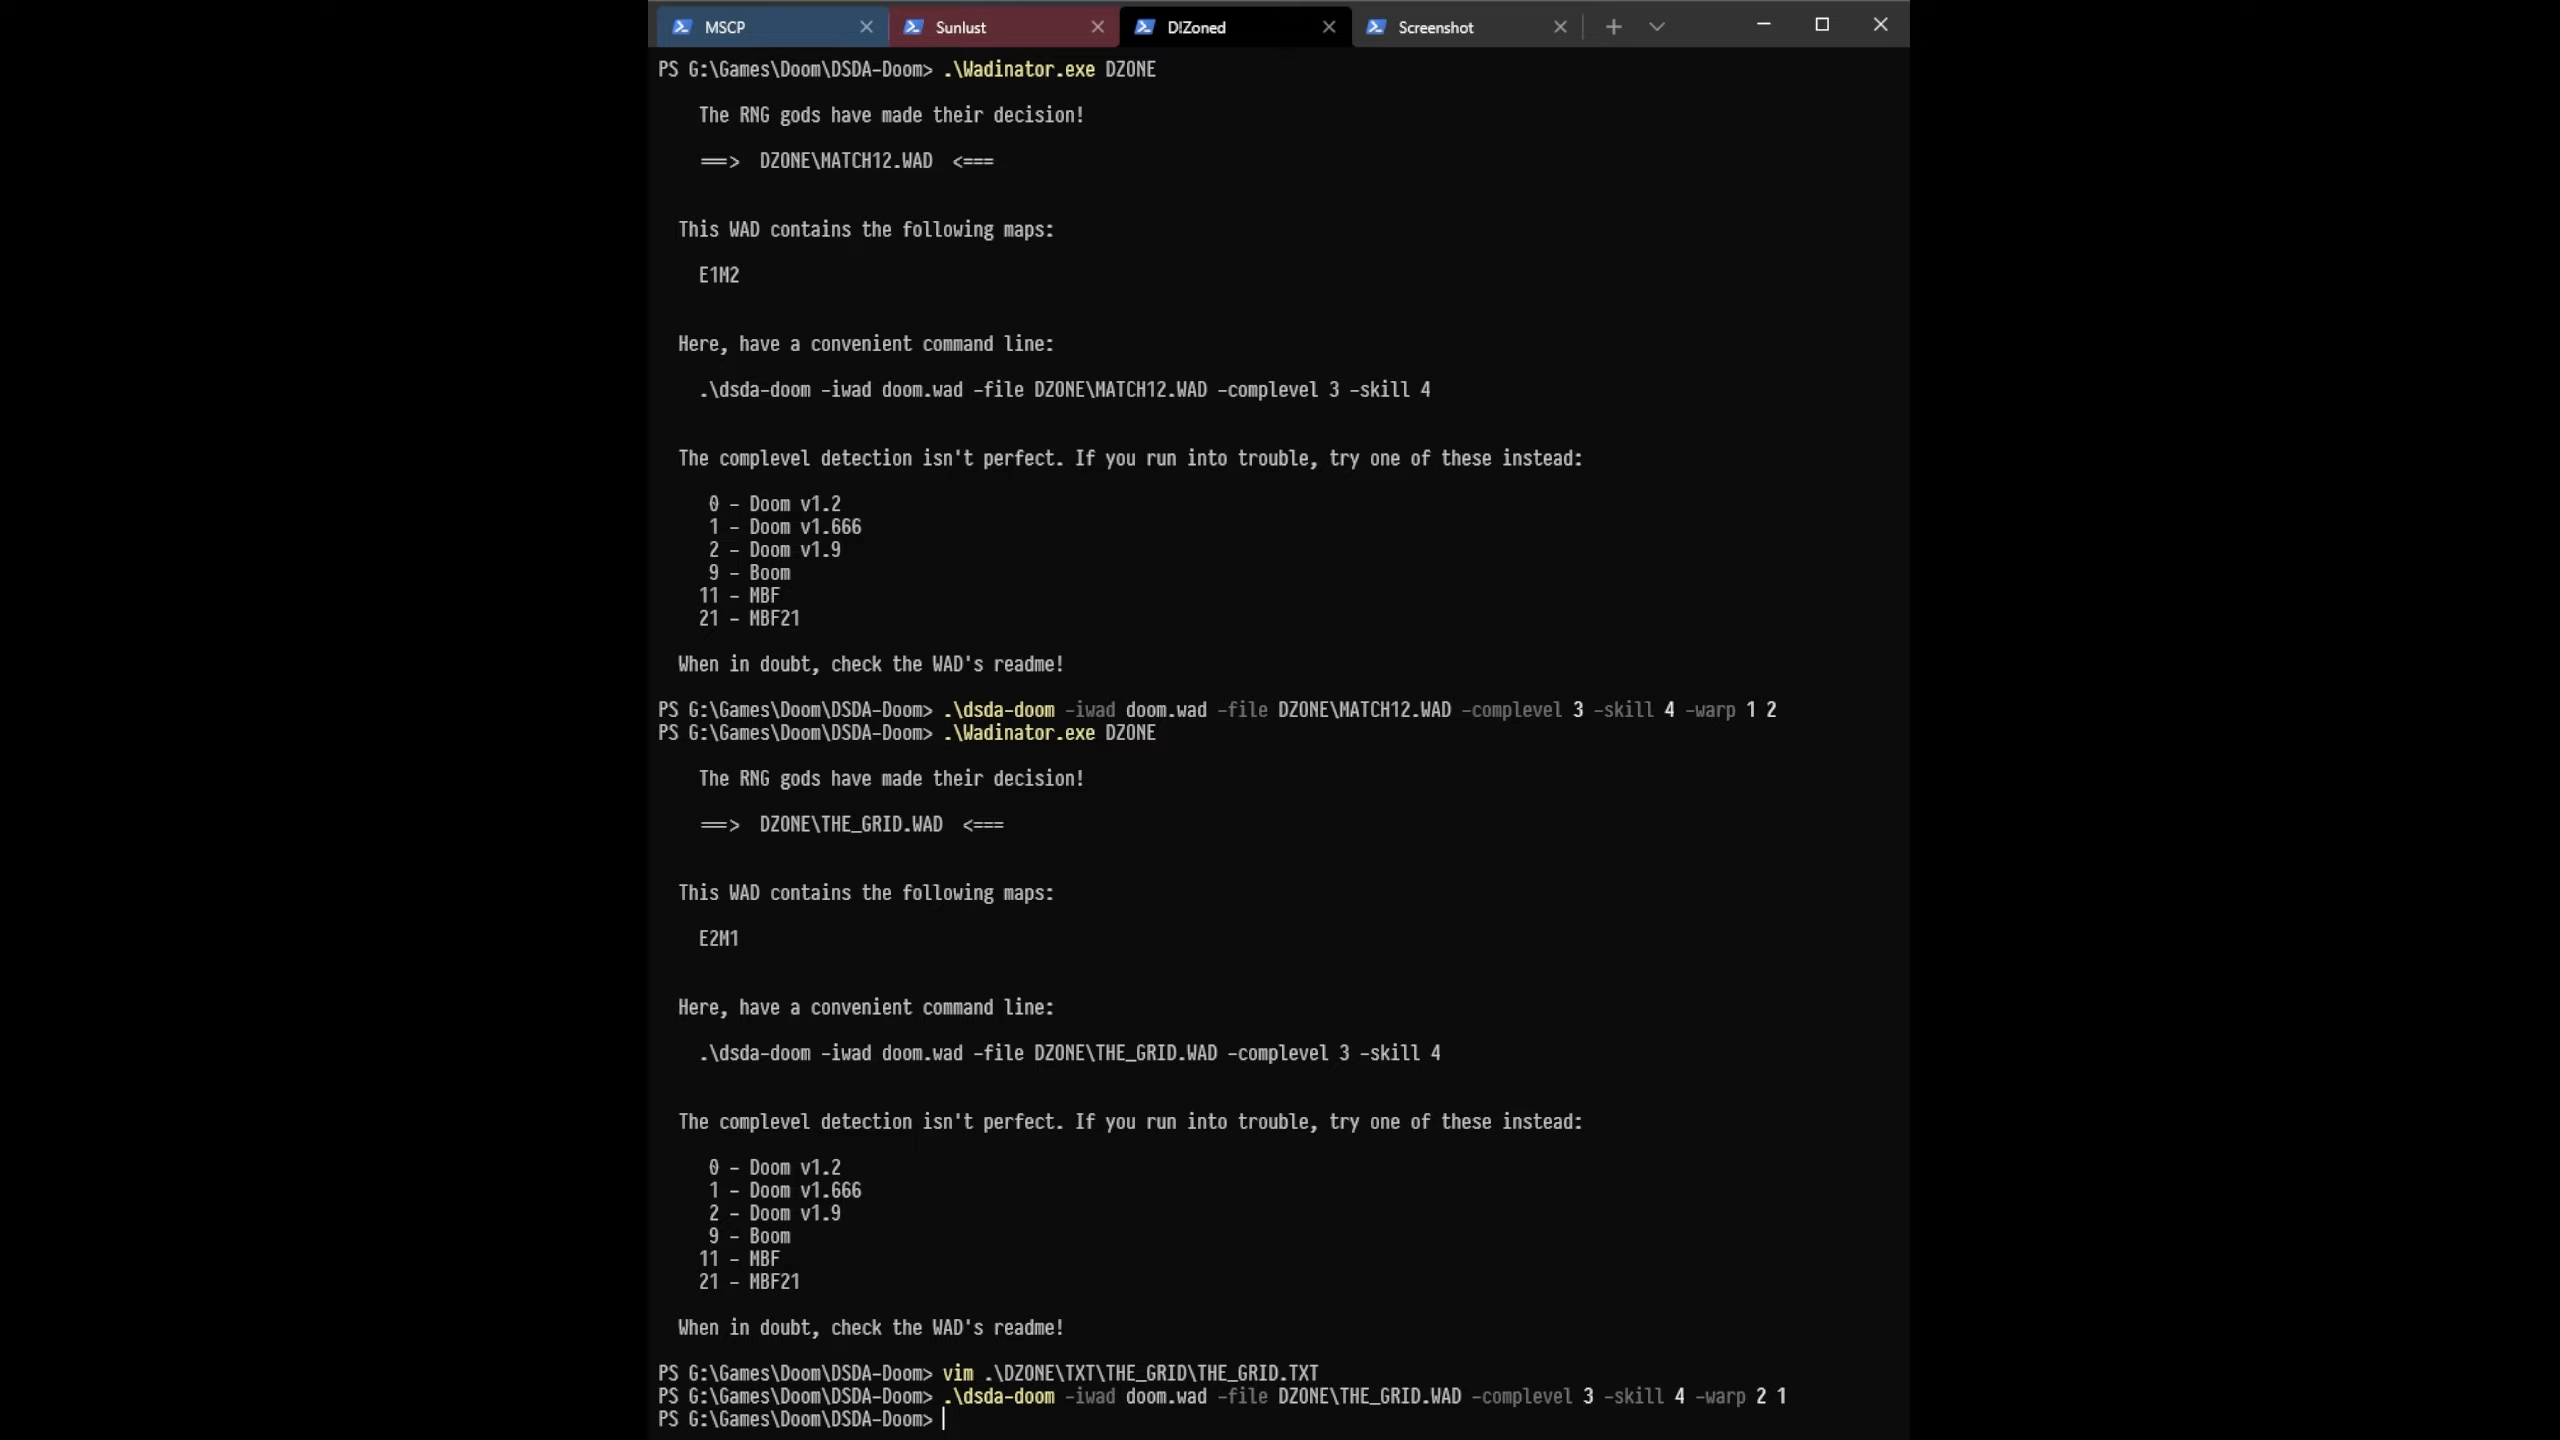 MSCP
Sunlust
D!Zoned
Screenshot
PS G:\Games\Doom\DSDA-Doom> .\Wadinator.exe DZONE
The RNG gods have made their decision!
===> DZONE\MATCH12.WAD <===
This WAD contains the following maps:
E1M2
Here, have a convenient command line:
.\dsda-doom -iwad doom.wad -file DZONE\MATCH12.WAD -complevel 3 -skill 4
The complevel detection isn't perfect. If you run into trouble, try one of these instead:
0 - Doom v1.2
1 - Doom v1.666
2 - Doom v1.9
9 - Boom
11 - MBF
21 - MBF21
When in doubt, check the WAD's readme!
PS G:\Games\Doom\DSDA-Doom> .\dsda-doom -iwad doom.wad -file DZONE\MATCH12.WAD -complevel 3 -skill 4 -warp 1 2
PS G:\Games\Doom\DSDA-Doom> .\Wadinator.exe DZONE
The RNG gods have made their decision!
===> DZONE\THE_GRID.WAD <===
This WAD contains the following maps:
E2M1
Here, have a convenient command line:
.\dsda-doom -iwad doom.wad -file DZONE\THE_GRID.WAD -complevel 3 -skill 4
The complevel detection isn't perfect. If you run into trouble, try one of these instead:
0 - Doom v1.2
1 - Doom v1.666
2 - Doom v1.9
9 - Boom
11 - MBF
21 - MBF21
When in doubt, check the WAD's readme!
PS G:\Games\Doom\DSDA-Doom> vim .\DZONE\TXT\THE_GRID\THE_GRID.TXT
PS G:\Games\Doom\DSDA-Doom> .\dsda-doom -iwad doom.wad -file DZONE\THE_GRID.WAD -complevel 3 -skill 4 -warp 2 1
PS G:\Games\Doom\DSDA-Doom>